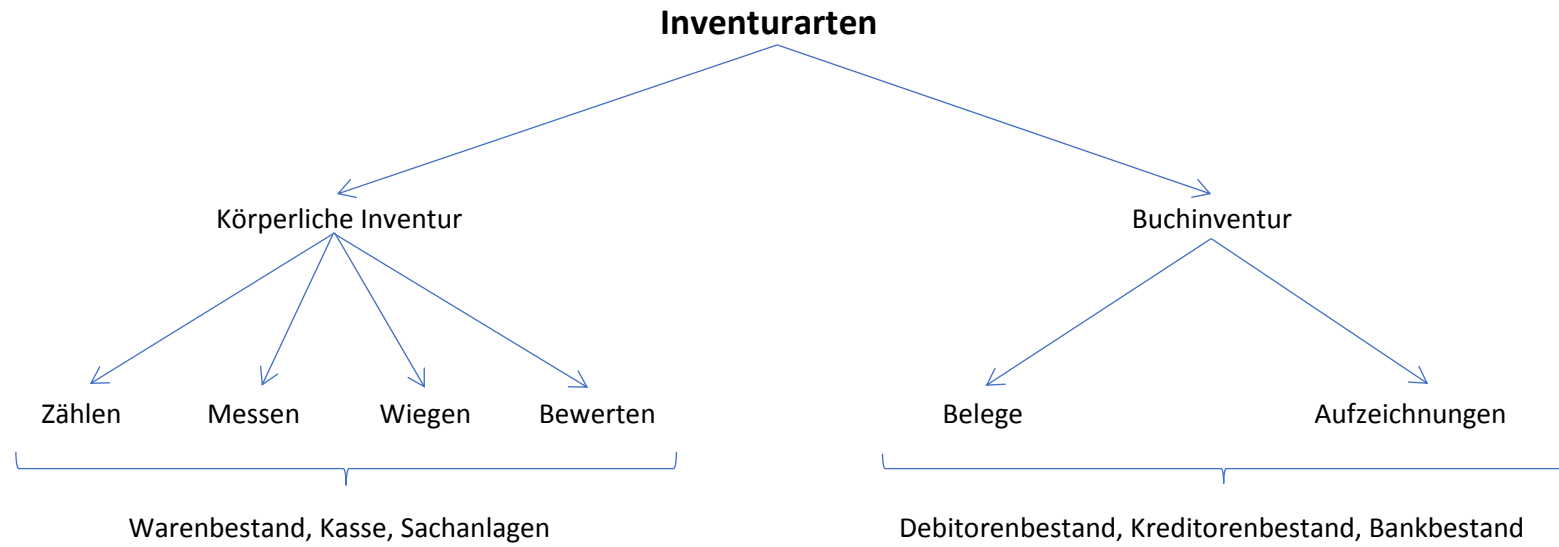 Inventurarten
Körperliche Inventur Buchinventur
Zählen Messen Wiegen Bewerten Belege Aufzeichnungen
Warenbestand, Kasse, Sachanlagen Debitorenbestand, Kreditorenbestand, Bankbestand